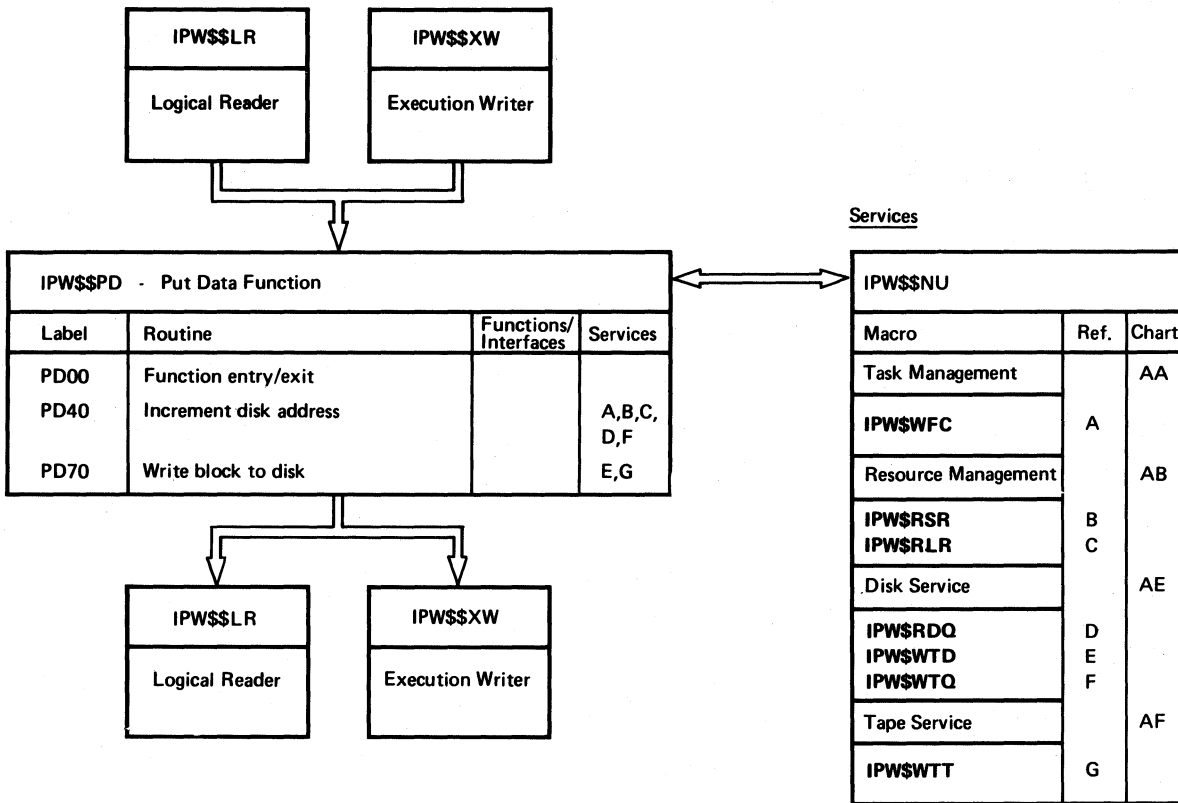 IPW$$LR
Logical Reader
IPW$$XW
Execution Writer
IPW$$PD - Put Data Function
Label Routine Functions/ Interfaces Services
PD00 Function entry/exit
PD40 Increment disk address A,B,C,
D,F
PD70 Write block to disk E,G
IPW$$LR
Logical Reader
IPW$$XW
Execution Writer
Services
IPW$$NU
Macro Ref. Chart
Task Management AA
IPW$WFC A
Resource Management AB
IPW$RSR B
IPW$RLR C
Disk Service AE
IPW$RDQ D
IPW$WTD E
IPW$WTQ F
Tape Service AF
IPW$WTT G